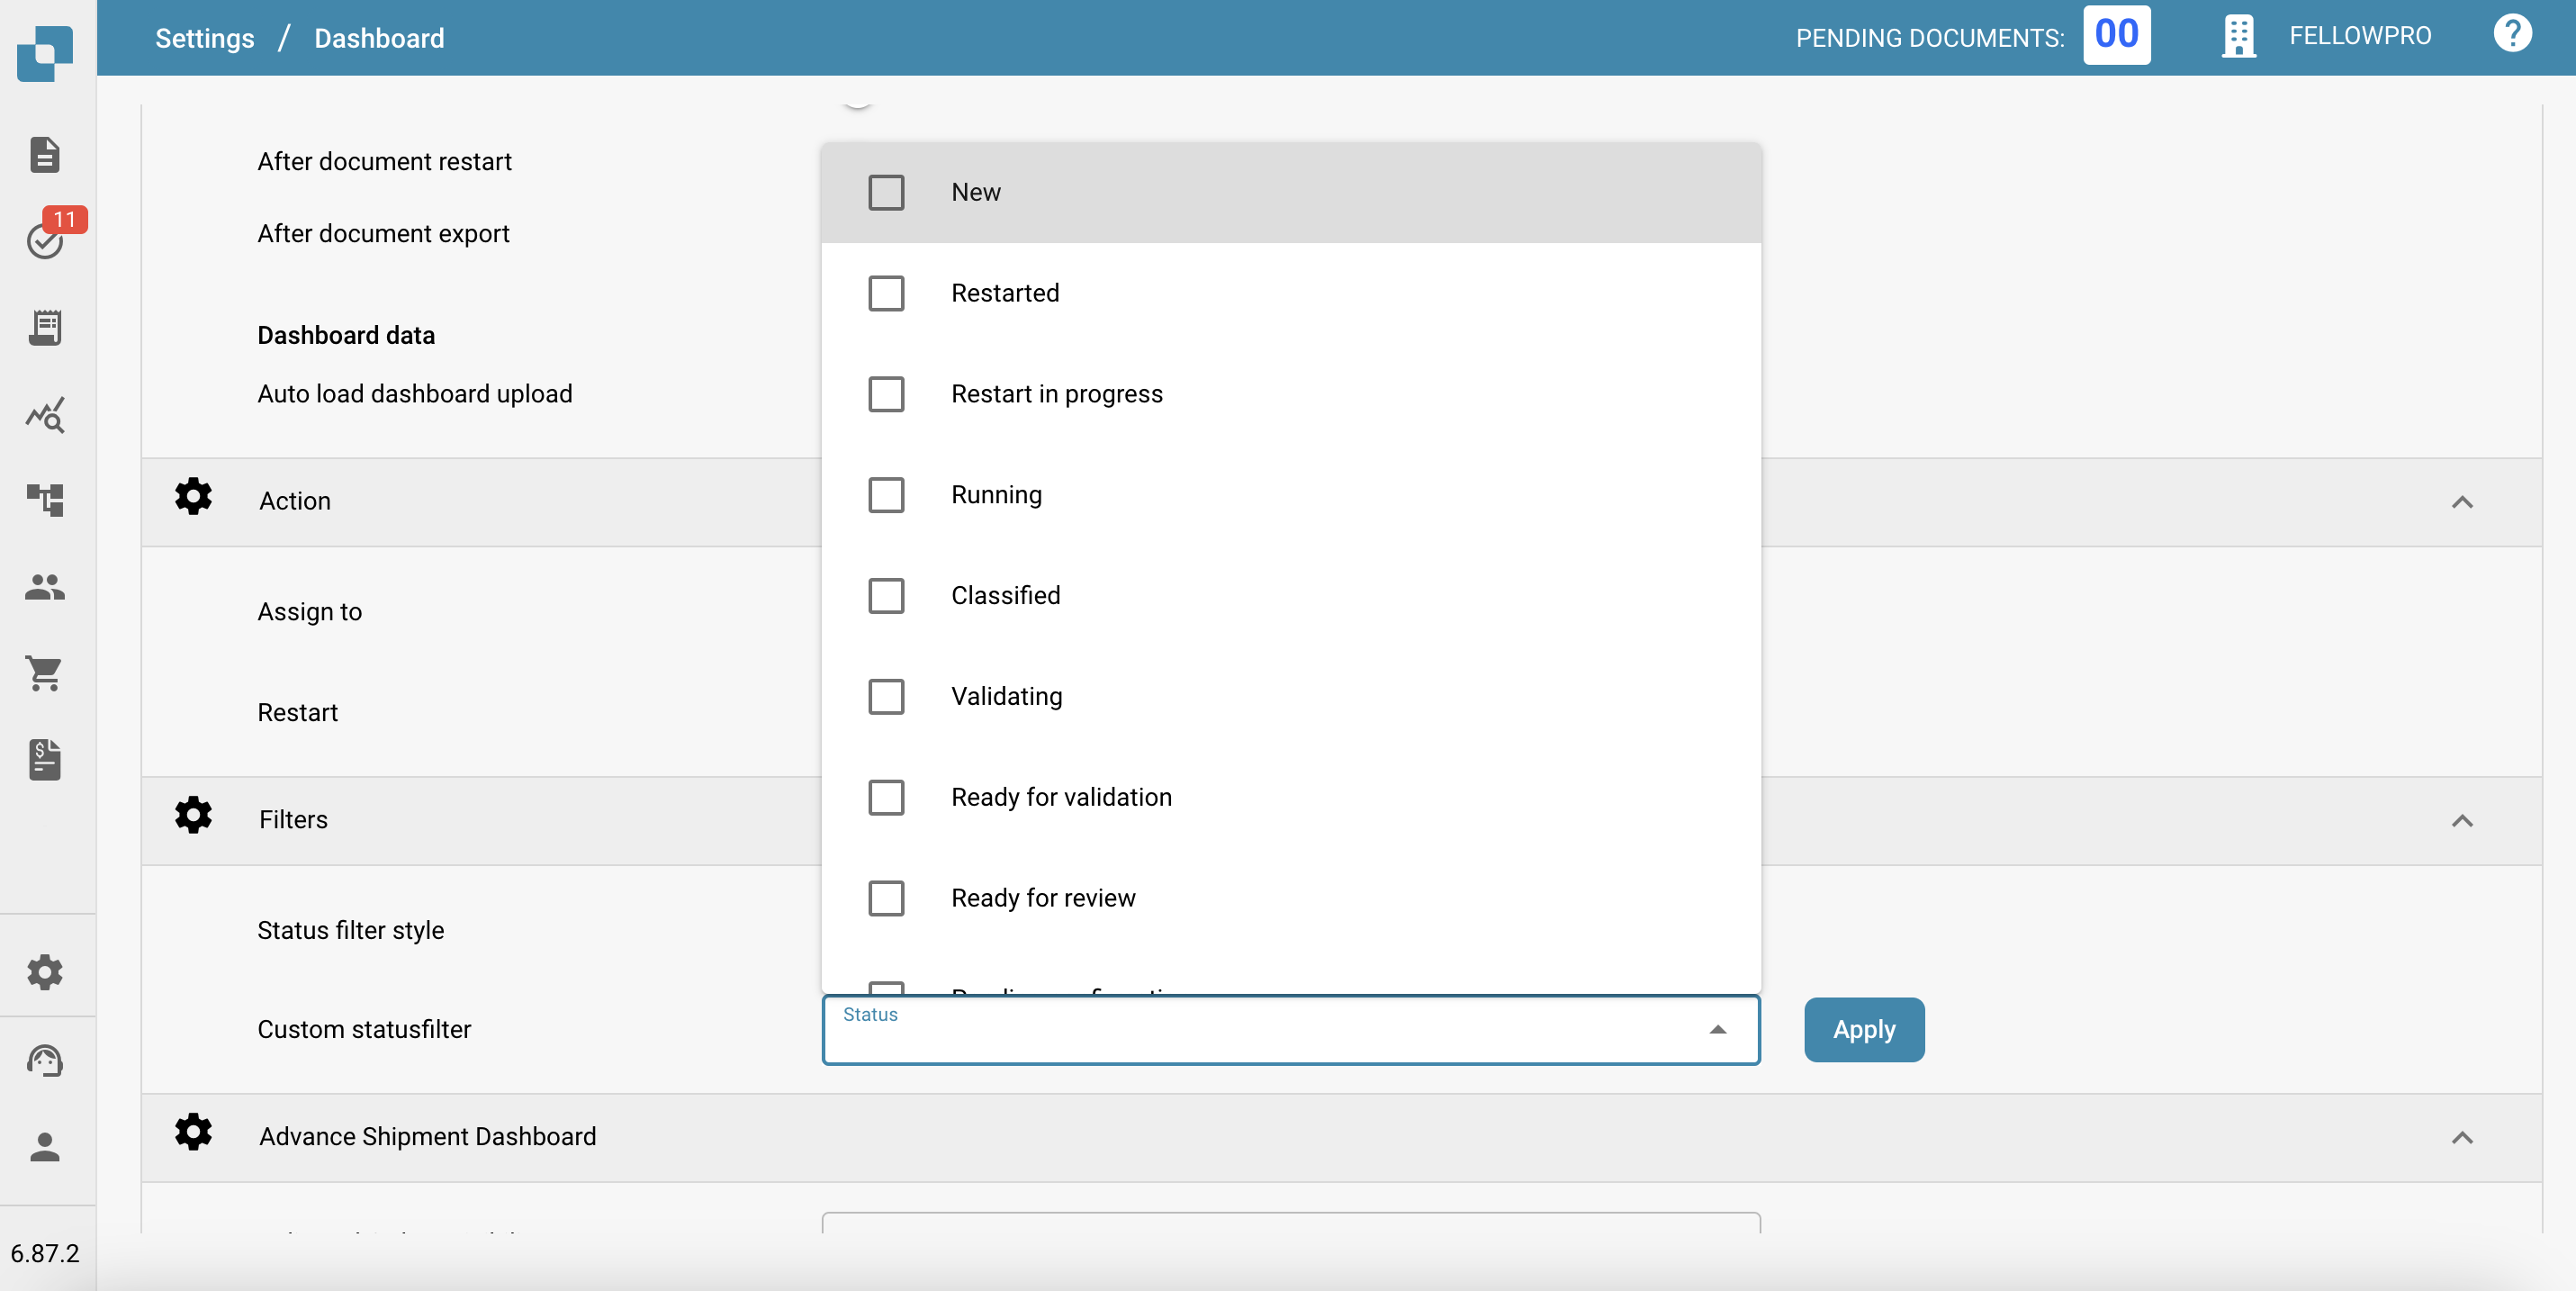 Settings / Dashboard
PENDING DOCUMENTS: 00
FELLOWPRO
11
After document restart
After document export
Dashboard data
Auto load dashboard upload
Action
Assign to
Restart
Filters
Status filter style
Custom statusfilter
New
Restarted
Restart in progress
Running
Classified
Validating
Ready for validation
Ready for review
Status
Apply
Advance Shipment Dashboard
6.87.2